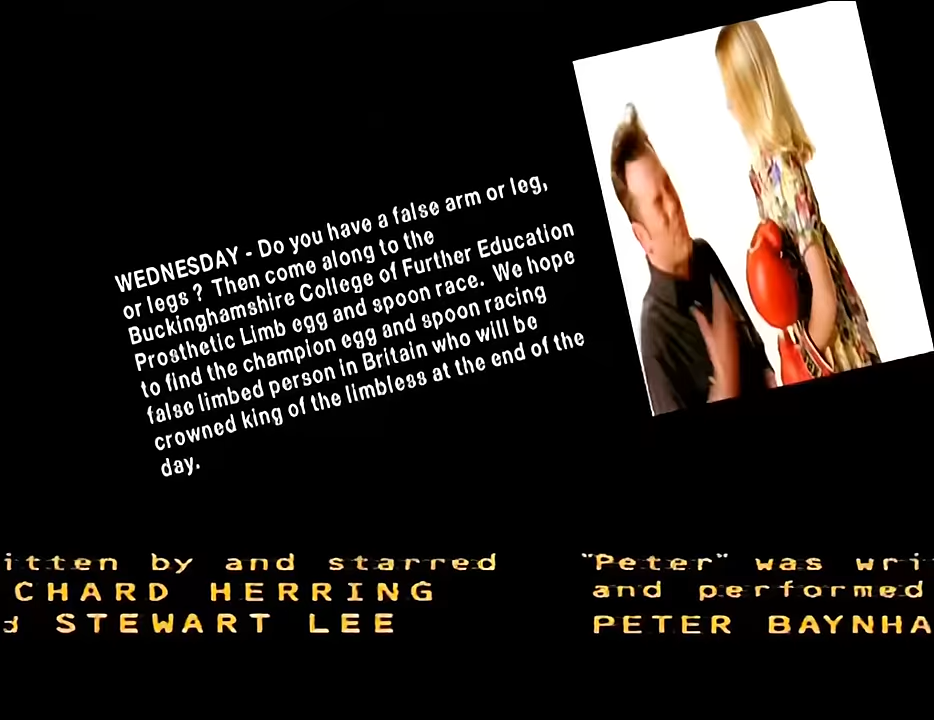 WEDNESDAY - Do you have a false arm or leg,
or legs ? Then come along to the
Buckinghamshire College of Further Education
Prosthetic Limb egg and spoon race. We hope
to find the champion egg and spoon racing
false limbed person in Britain who will be
crowned king of the limbless at the end of the
day.
itten by and starred
CHARD HERRING
d STEWART LEE
"Peter" was wri
and performed
PETER BAYNHA